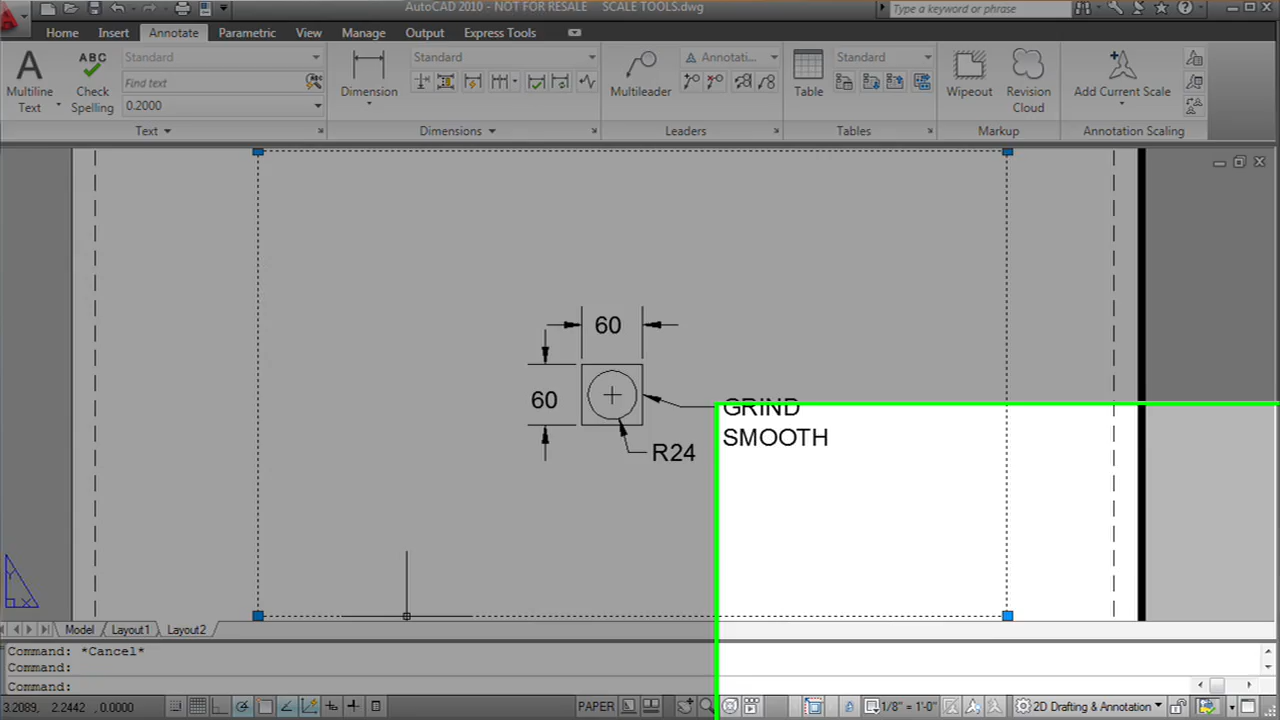 AutoCAD 2010 - NOT FOR RESALE SCALE TOOLS.dwg
Type a keyword or phrase
Home Insert Annotate Parametric View Manage Output Express Tools
Multiline Text
ABC
Check Spelling
Standard
Find text
0.2000
Text
Dimension
Standard
Dimensions
Multileader
Annotati...
Leaders
Table
Standard
Tables
Wipeout
Revision Cloud
Markup
Add Current Scale
Annotation Scaling
60
60
R24
GRIND
SMOOTH
Y
X
Model Layout1 Layout2
Command: *Cancel*
Command:
Command:
3.2089, 2.2442 , 0.0000
PAPER
1/8" = 1'-0"
2D Drafting & Annotation